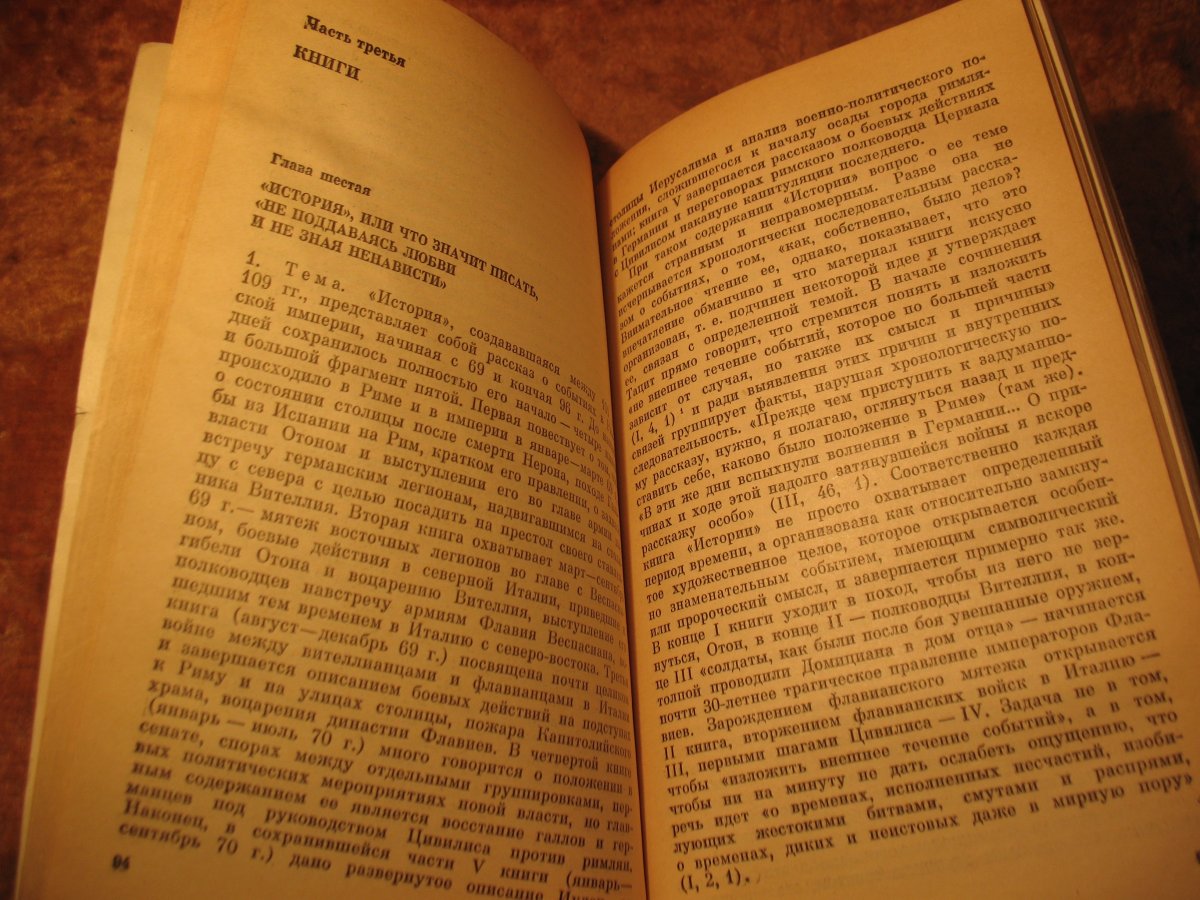 Часть третья
КНИГИ
Глава шестая
«ИСТОРИЯ», ИЛИ ЧТО ЗНАЧИТ ПИСАТЬ,
«НЕ ПОДДАВАЯСЬ ЛЮБВИ
И НЕ ЗНАЯ НЕНАВИСТИ»
1. Тема. «История», создававшаяся между
109 гг., представляет собой рассказ о событиях в
ской империи, начиная с 69 и кончая 96 г. До
дней сохранилось полностью его начало — четыре
и большой фрагмент пятой. Первая повествует о том,
происходило в Риме и в империи в январе—марте
о состоянии столицы после смерти Нерона, походе
бы из Испании на Рим, кратком его правлении, о
власти Отоном и выступлении его во главе армии
встречу германским легионам, надвигавшимся на
цу с севера с целью посадить на престол своего
ника Вителлия. Вторая книга охватывает март—
69 г.— мятеж восточных легионов во главе с
ном, боевые действия в северной Италии, приведшие
гибели Отона и воцарению Вителлия, выступление его
полководцев навстречу армиям Флавия Веспасиана,
шедшим тем временем в Италию с северо-востока. Третья
книга (август—декабрь 69 г.) посвящена почти целиком
войне между вителлианцами и флавианцами в Италии
и завершается описанием боевых действий на подступах
к Риму и на улицах столицы, пожара Капитолийского
храма, воцарения династии Флавиев. В четвертой книге
(январь — июль 70 г.) много говорится о положении в
сенате, спорах между отдельными группировками, пер-
вых политических мероприятиях новой власти, но глав-
ным содержанием ее является восстание галлов и гер-
манцев под руководством Цивилиса против римлян.
Наконец, в сохранившейся части V книги (январь—
сентябрь 70 г.) дано развернутое описание
94
столицы Иерусалима и анализ военно-политического по-
ложения, сложившегося к началу осады города римля-
нами; книга V завершается рассказом о боевых действиях
в Германии и переговорах римского полководца Цериала
с Цивилисом накануне капитуляции последнего.
При таком содержании «Истории» вопрос о ее теме
кажется странным и неправомерным. Разве она не
исчерпывается хронологически последовательным расска-
зом о событиях, о том, «как, собственно, было дело»?
Внимательное чтение ее, однако, показывает, что это
впечатление обманчиво и что материал книги искусно
организован, т. е. подчинен некоторой идее и утверждает
ее, связан с определенной темой. В начале сочинения
Тацит прямо говорит, что стремится понять и изложить
«не внешнее течение событий, которое по большей части
зависит от случая, но также их смысл и причины»
(I, 4, 1)¹ и ради выявления этих причин и внутренних
связей группирует факты, нарушая хронологическую по-
следовательность. «Прежде чем приступить к задуманно-
му рассказу, нужно, я полагаю, оглянуться назад и пред-
ставить себе, каково было положение в Риме» (там же).
«В эти же дни вспыхнули волнения в Германии... О при-
чинах и ходе этой надолго затянувшейся войны я вскоре
расскажу особо» (III, 46, 1). Соответственно каждая
книга «Истории» не просто охватывает определенный
период времени, а организована как относительно замкну-
тое художественное целое, которое открывается особен-
но знаменательным событием, имеющим символический
или пророческий смысл, и завершается примерно так же.
В конце I книги уходит в поход, чтобы из него не вер-
нуться, Отон, в конце II — полководцы Вителлия, в кон-
це III «солдаты, как были после боя увешанные оружием,
толпой проводили Домициана в дом отца» — начинается
почти 30-летнее трагическое правление императоров Фла-
виев. Зарождением флавианского мятежа открывается
II книга, вторжением флавианских войск в Италию —
III, первыми шагами Цивилиса — IV. Задача не в том,
чтобы «изложить внешнее течение событий», а в том,
чтобы ни на минуту не дать ослабеть ощущению, что
речь идет «о временах, исполненных несчастий, изоби-
лующих жестокими битвами, смутами и распрями,
о временах, диких и неистовых даже в мирную пору»
(I, 2, 1).